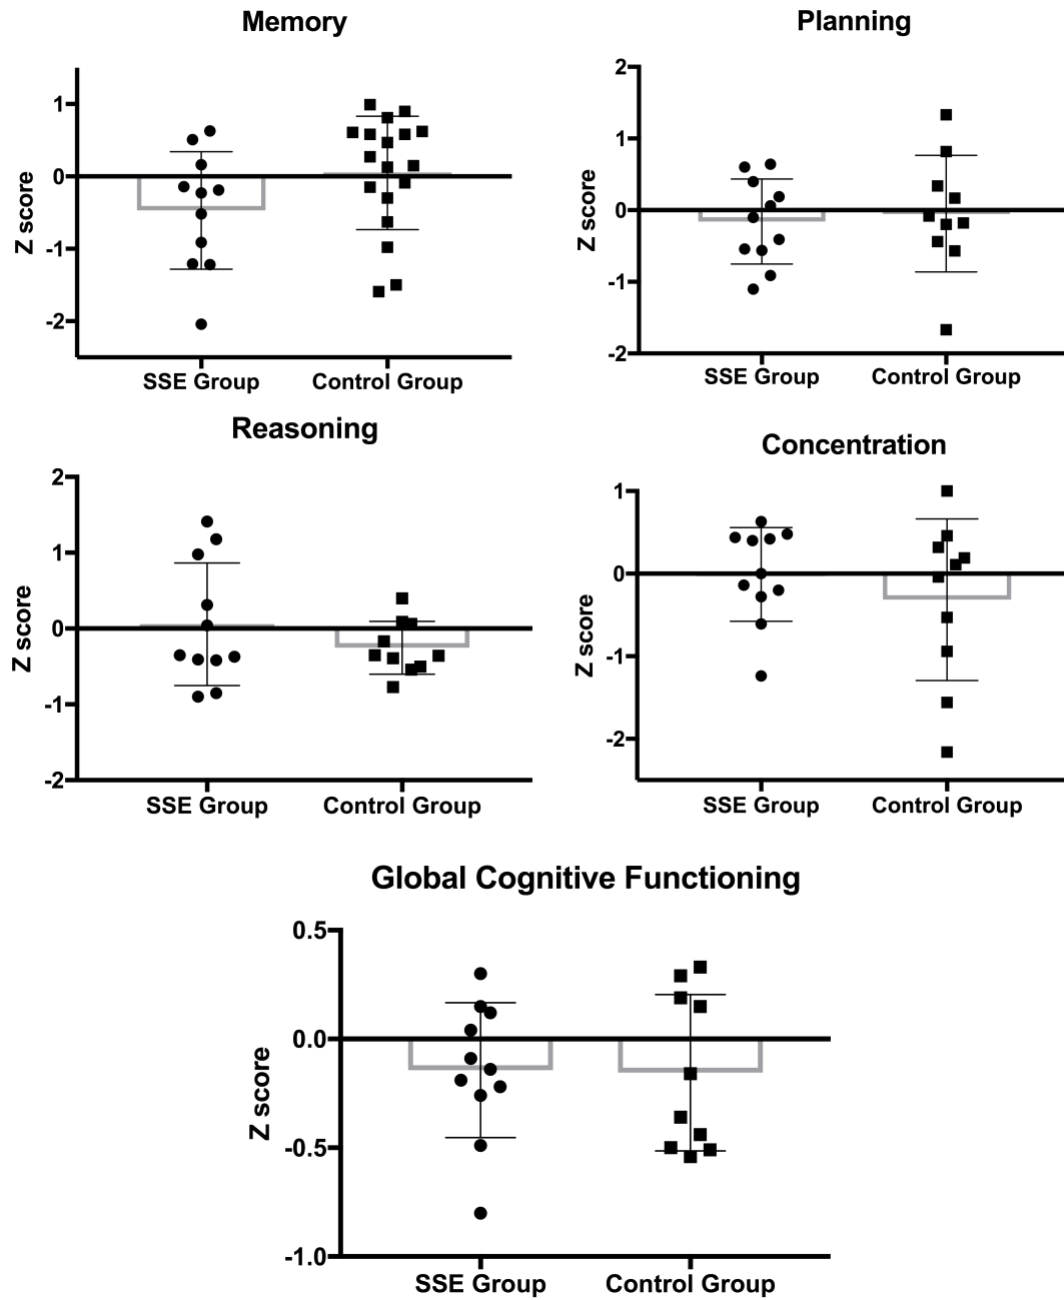 Memory
Planning
Z score
1
0
-1
-2
SSE Group Control Group
Z score
2
1
0
-1
-2
SSE Group Control Group
Reasoning
Concentration
Z score
2
1
0
-1
-2
SSE Group Control Group
Z score
1
0
-1
-2
SSE Group Control Group
Global Cognitive Functioning
Z score
0.5
0.0
-0.5
-1.0
SSE Group Control Group